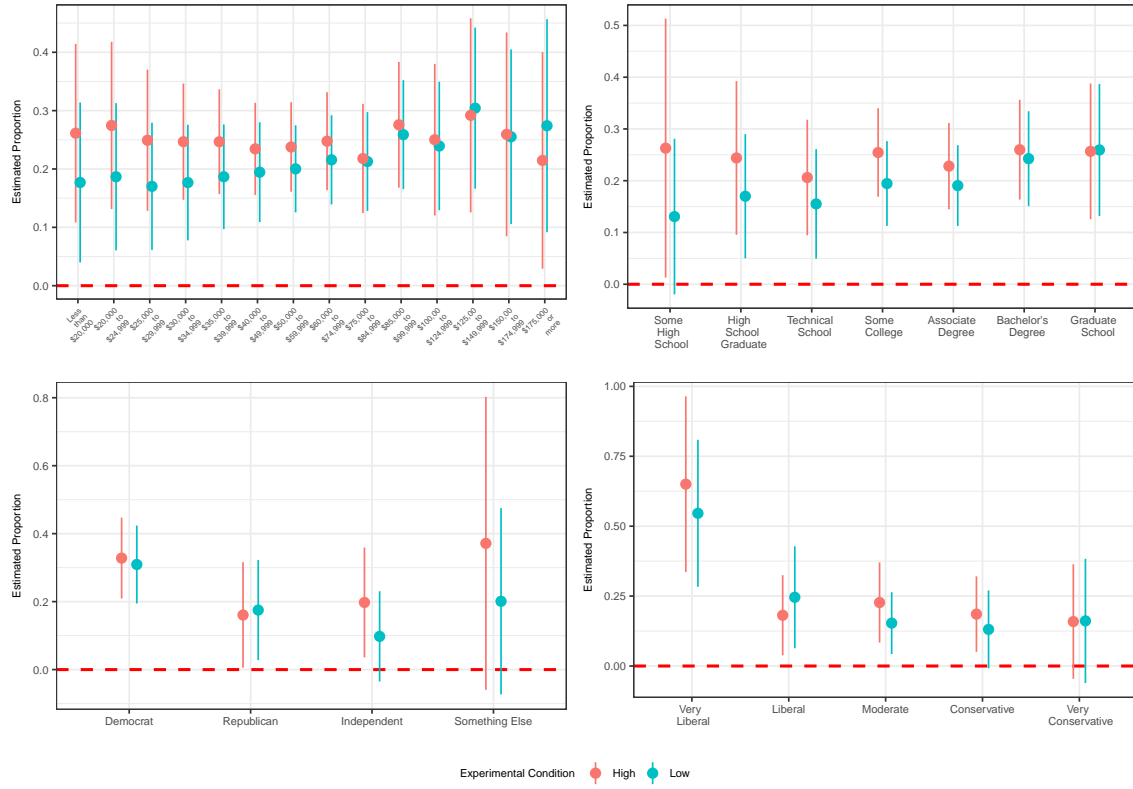 Estimated Proportion
0.4
0.3
0.2
0.1
0.0
Less
than
$20,000
$20,000
to
$24,999
$25,000
to
$29,999
$30,000
to
$34,999
$35,000
to
$39,999
$40,000
to
$49,999
$50,000
to
$59,999
$60,000
to
$74,999
$75,000
to
$84,999
$85,000
to
$99,999
$100,00
to
$124,999
$125,00
to
$149,999
$150,00
to
$174,999
$175,000
or
more
Estimated Proportion
0.5
0.4
0.3
0.2
0.1
0.0
Some
High
School
High
School
Graduate
Technical
School
Some
College
Associate
Degree
Bachelor's
Degree
Graduate
School
Estimated Proportion
0.8
0.6
0.4
0.2
0.0
Democrat
Republican
Independent
Something Else
Estimated Proportion
1.00
0.75
0.50
0.25
0.00
Very
Liberal
Liberal
Moderate
Conservative
Very
Conservative
Experimental Condition High Low